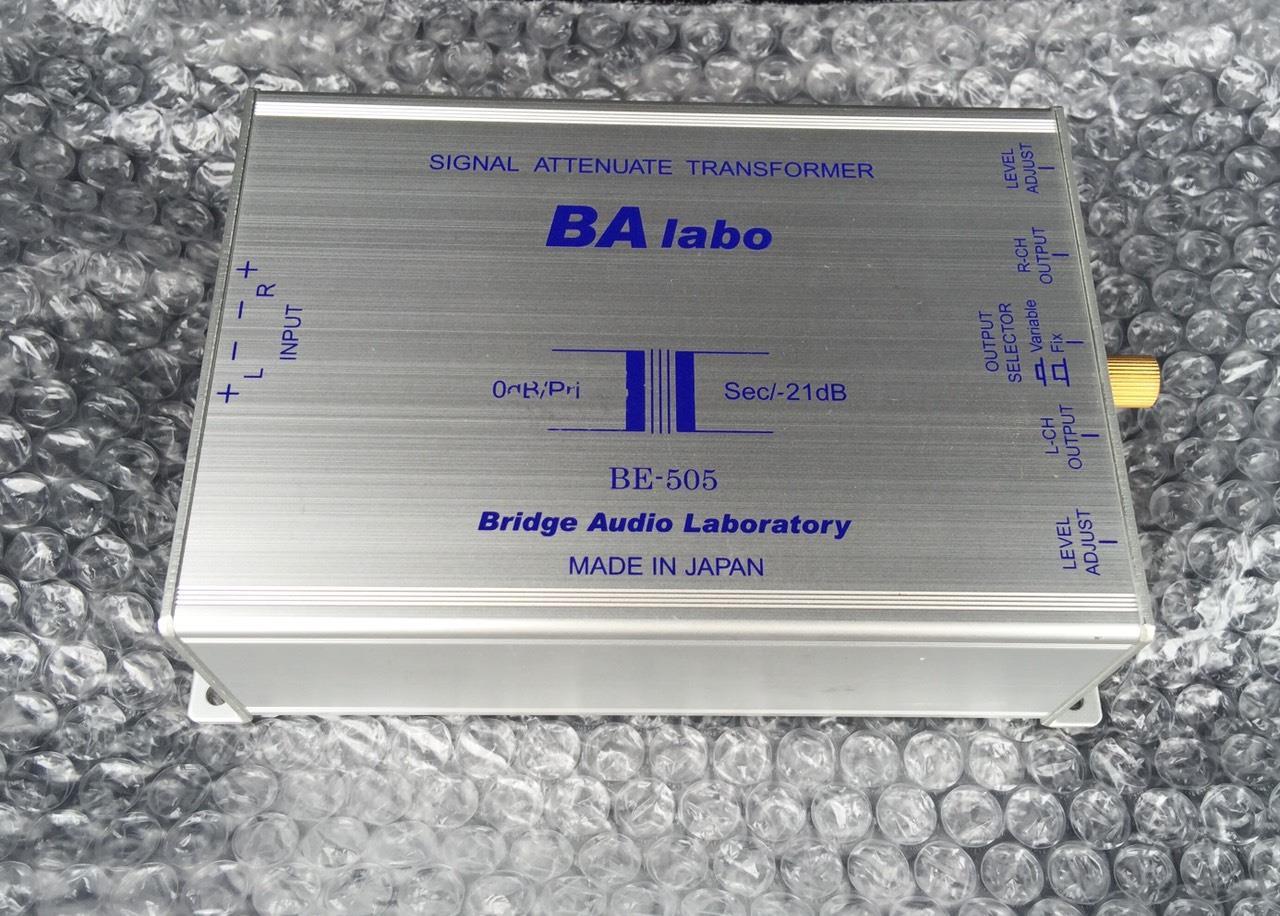 SIGNAL ATTENUATE TRANSFORMER
BA labo
0dB/Pri
Sec/-21dB
BE-505
Bridge Audio Laboratory
MADE IN JAPAN
+ − − +
L R
INPUT
LEVEL
ADJUST
R-CH
OUTPUT
OUTPUT
SELECTOR
Variable
Fix
L-CH
OUTPUT
LEVEL
ADJUST